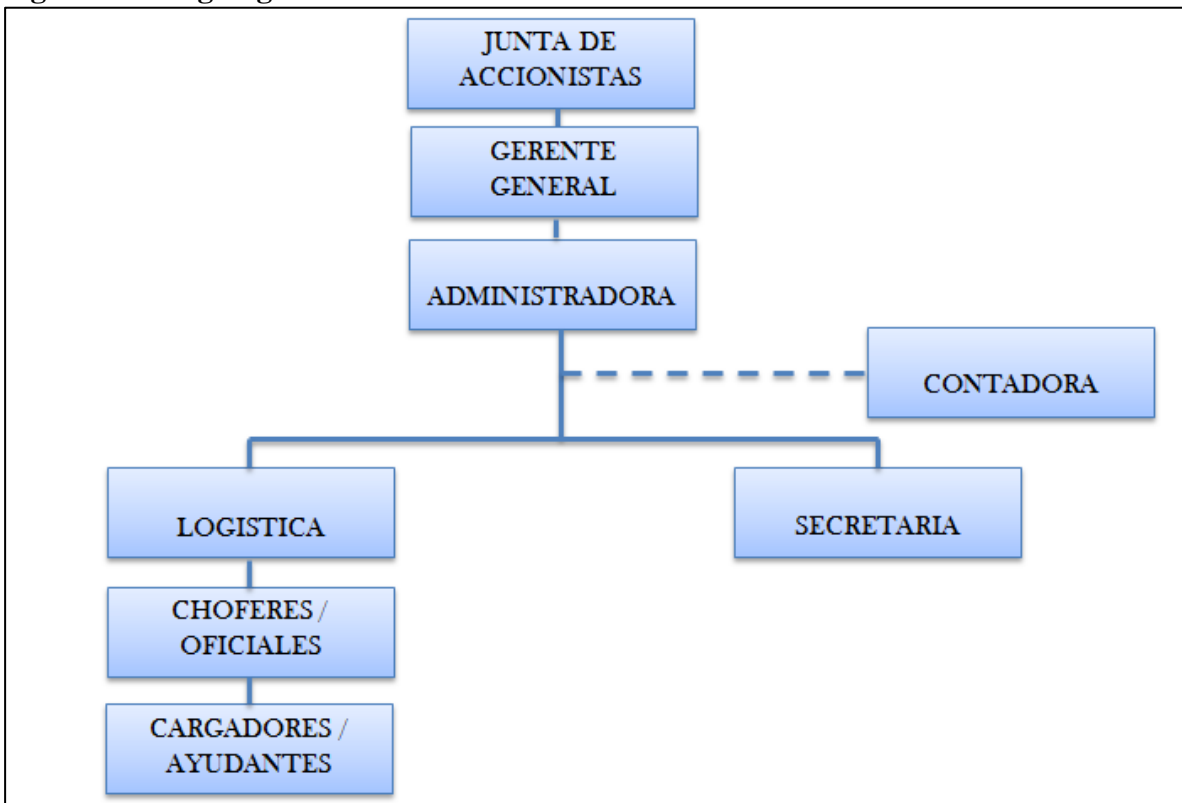 JUNTA DE
ACCIONISTAS
GERENTE
GENERAL
ADMINISTRADORA
CONTADORA
LOGISTICA
SECRETARIA
CHOFERES /
OFICIALES
CARGADORES /
AYUDANTES